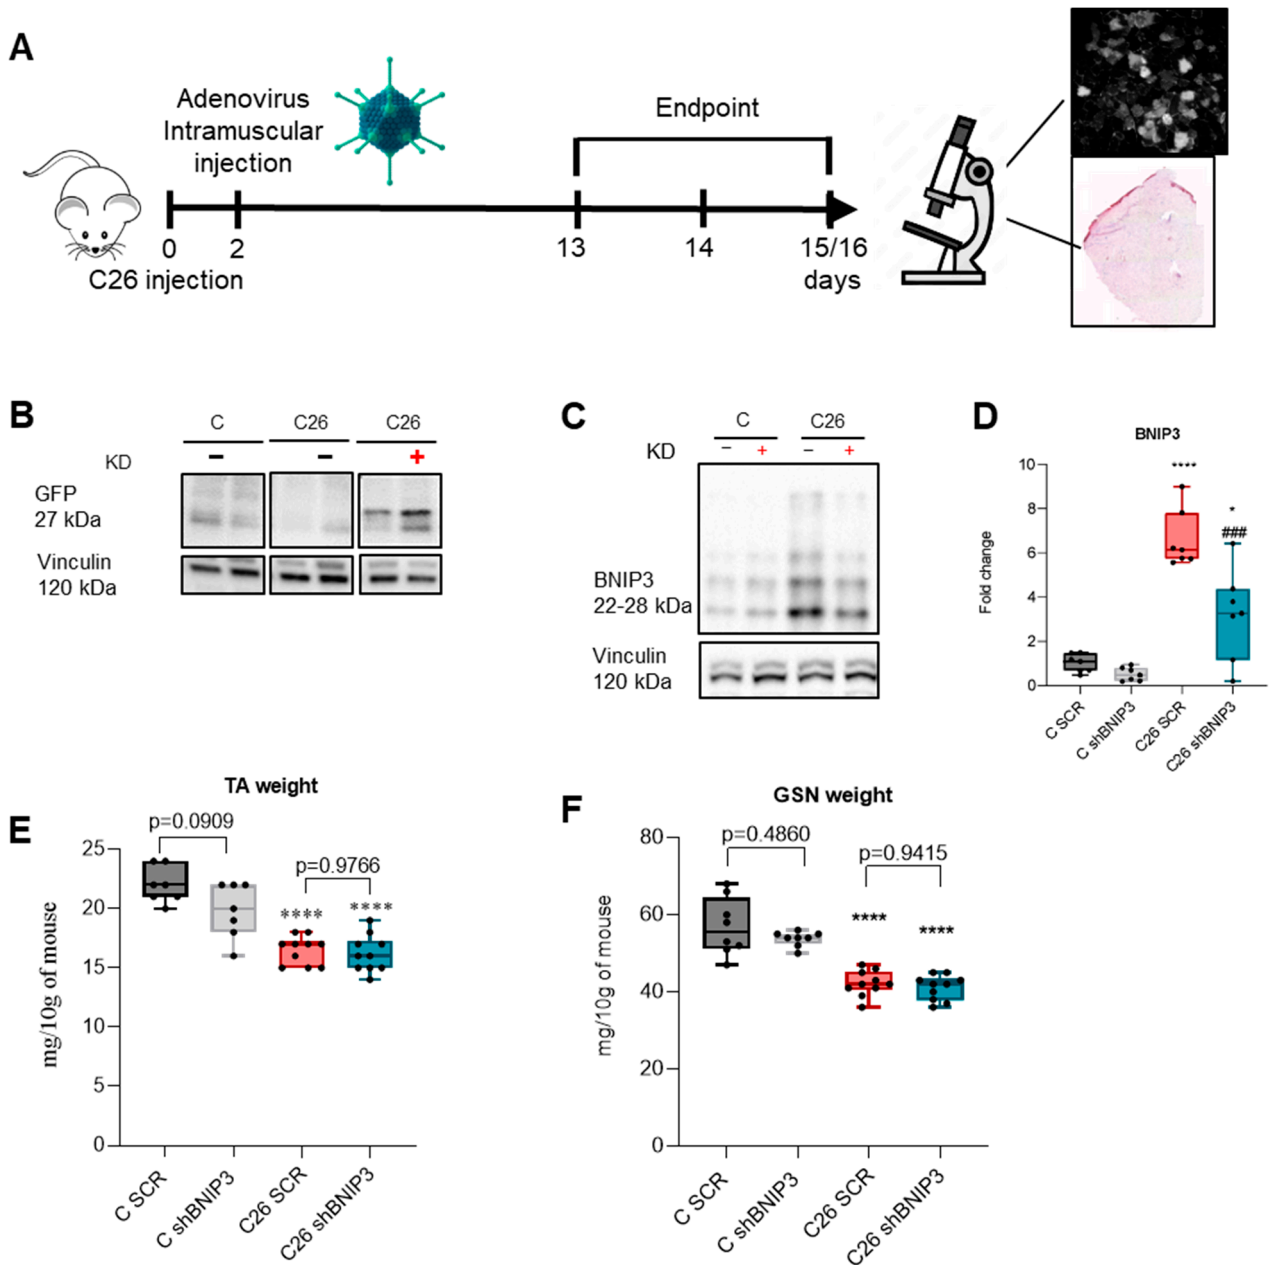 A
Adenovirus
Intramuscular
injection
Endpoint
0
2
13
14
15/16
C26 injection
days
B
C
C26
C26
KD
−
−
+
GFP
27 kDa
Vinculin
120 kDa
C
C
C26
KD
−
+
−
+
BNIP3
22-28 kDa
Vinculin
120 kDa
D
BNIP3
10
8
6
4
2
0
Fold change
****
*
###
C SCR
C shBNIP3
C26 SCR
C26 shBNIP3
E
TA weight
p=0.0909
p=0.9766
****
****
25
20
15
10
5
0
mg/10g of mouse
C SCR
C shBNIP3
C26 SCR
C26 shBNIP3
F
GSN weight
p=0.4860
p=0.9415
****
****
80
60
40
20
0
mg/10g of mouse
C SCR
C shBNIP3
C26 SCR
C26 shBNIP3